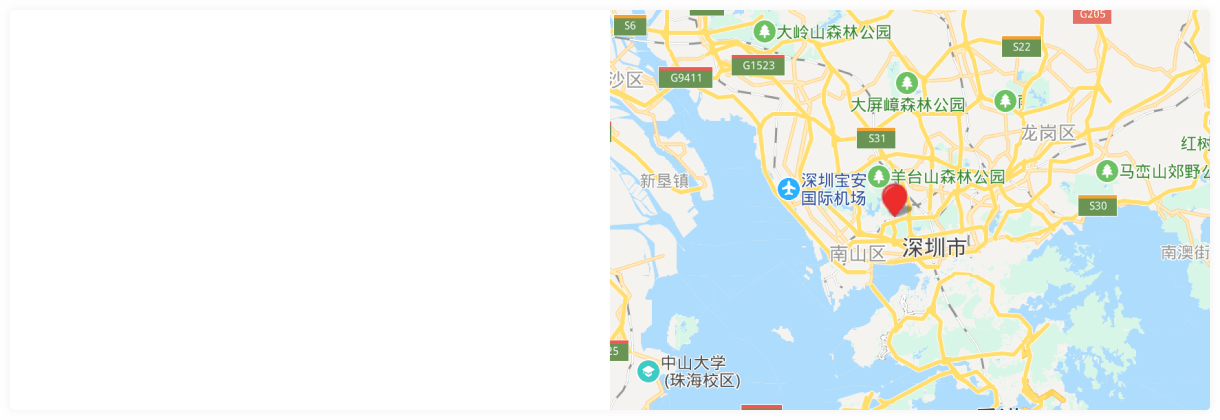 S6
大岭山森林公园
G205
S22
G1523
沙区
G9411
大屏嶂森林公园
S31
龙岗区
红树
新垦镇
深圳宝安
国际机场
羊台山森林公园
马峦山郊野公
S30
南山区
深圳市
南澳街
25
中山大学
(珠海校区)